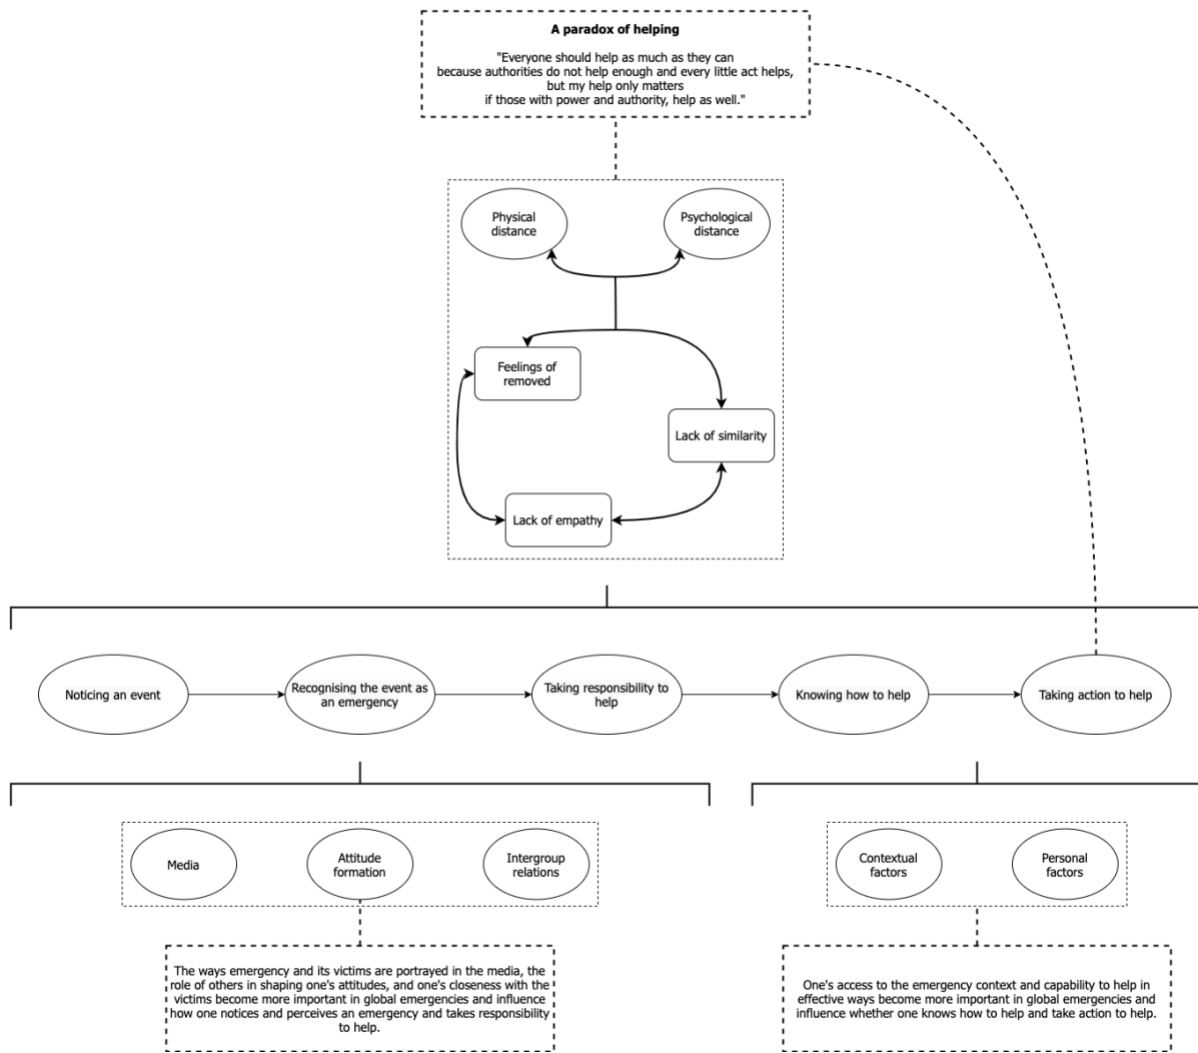 A paradox of helping
"Everyone should help as much as they can
because authorities do not help enough and every little act helps,
but my help only matters
if those with power and authority, help as well."
Physical
distance
Psychological
distance
Feelings of
removed
Lack of similarity
Lack of empathy
Noticing an event
Recognising the event as
an emergency
Taking responsibility to
help
Knowing how to help
Taking action to help
Media
Attitude
formation
Intergroup
relations
Contextual
factors
Personal
factors
The ways emergency and its victims are portrayed in the media, the
role of others in shaping one's attitudes, and one's closeness with the
victims become more important in global emergencies and influence
how one notices and perceives an emergency and takes responsibility
to help.
One's access to the emergency context and capability to help in
effective ways become more important in global emergencies and
influence whether one knows how to help and take action to help.